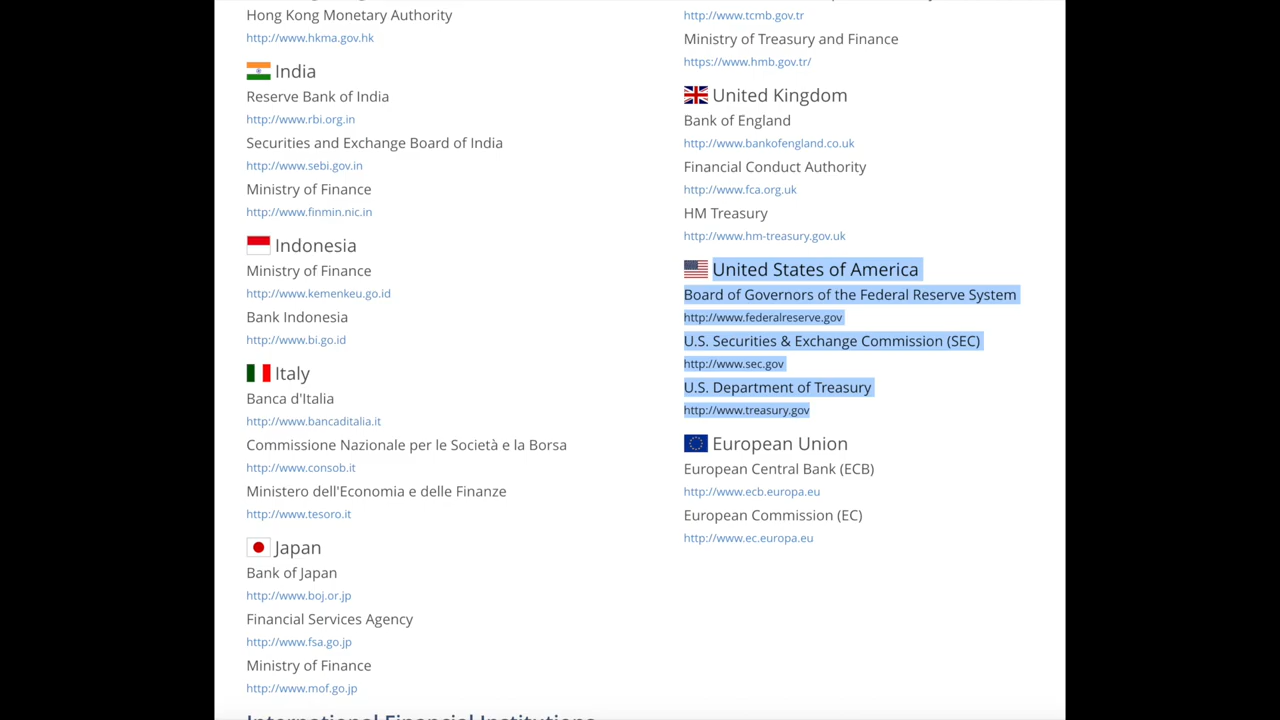 Hong Kong Monetary Authority
http://www.hkma.gov.hk
India
Reserve Bank of India
http://www.rbi.org.in
Securities and Exchange Board of India
http://www.sebi.gov.in
Ministry of Finance
http://www.finmin.nic.in
Indonesia
Ministry of Finance
http://www.kemenkeu.go.id
Bank Indonesia
http://www.bi.go.id
Italy
Banca d'Italia
http://www.bancaditalia.it
Commissione Nazionale per le Società e la Borsa
http://www.consob.it
Ministero dell'Economia e delle Finanze
http://www.tesoro.it
Japan
Bank of Japan
http://www.boj.or.jp
Financial Services Agency
http://www.fsa.go.jp
Ministry of Finance
http://www.mof.go.jp
International Financial Institutions
http://www.tcmb.gov.tr
Ministry of Treasury and Finance
https://www.hmb.gov.tr/
United Kingdom
Bank of England
http://www.bankofengland.co.uk
Financial Conduct Authority
http://www.fca.org.uk
HM Treasury
http://www.hm-treasury.gov.uk
United States of America
Board of Governors of the Federal Reserve System
http://www.federalreserve.gov
U.S. Securities & Exchange Commission (SEC)
http://www.sec.gov
U.S. Department of Treasury
http://www.treasury.gov
European Union
European Central Bank (ECB)
http://www.ecb.europa.eu
European Commission (EC)
http://www.ec.europa.eu